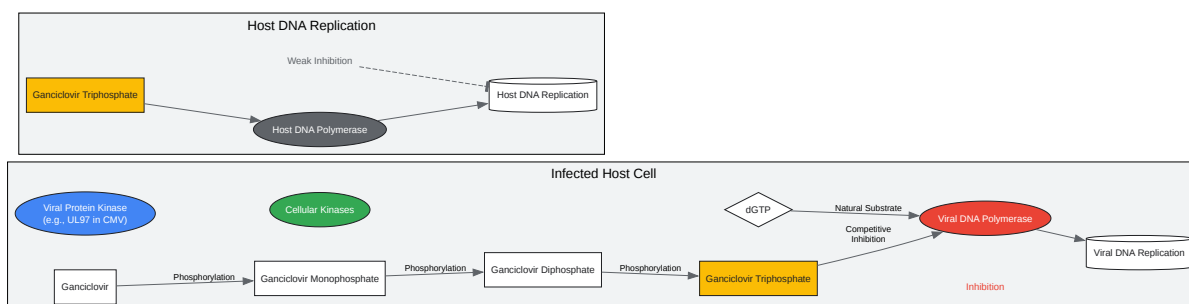 Host DNA Replication
Weak Inhibition
Ganciclovir Triphosphate
Host DNA Replication
Host DNA Polymerase
Infected Host Cell
Viral Protein Kinase
(e.g., UL97 in CMV)
Cellular Kinases
dGTP
Natural Substrate
Viral DNA Polymerase
Competitive
Inhibition
Viral DNA Replication
Ganciclovir
Phosphorylation
Ganciclovir Monophosphate
Phosphorylation
Ganciclovir Diphosphate
Phosphorylation
Ganciclovir Triphosphate
Inhibition